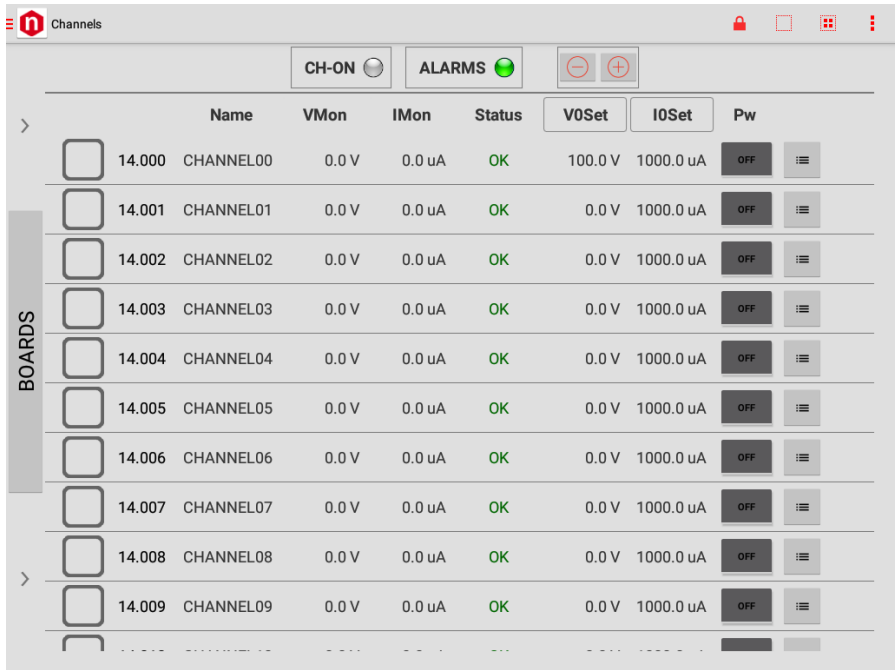 n Channels
CH-ON ALARMS
Name VMon IMon Status V0Set I0Set Pw
14.000 CHANNEL00 0.0 V 0.0 uA OK 100.0 V 1000.0 uA OFF
14.001 CHANNEL01 0.0 V 0.0 uA OK 0.0 V 1000.0 uA OFF
14.002 CHANNEL02 0.0 V 0.0 uA OK 0.0 V 1000.0 uA OFF
14.003 CHANNEL03 0.0 V 0.0 uA OK 0.0 V 1000.0 uA OFF
BOARDS
14.004 CHANNEL04 0.0 V 0.0 uA OK 0.0 V 1000.0 uA OFF
14.005 CHANNEL05 0.0 V 0.0 uA OK 0.0 V 1000.0 uA OFF
14.006 CHANNEL06 0.0 V 0.0 uA OK 0.0 V 1000.0 uA OFF
14.007 CHANNEL07 0.0 V 0.0 uA OK 0.0 V 1000.0 uA OFF
14.008 CHANNEL08 0.0 V 0.0 uA OK 0.0 V 1000.0 uA OFF
14.009 CHANNEL09 0.0 V 0.0 uA OK 0.0 V 1000.0 uA OFF